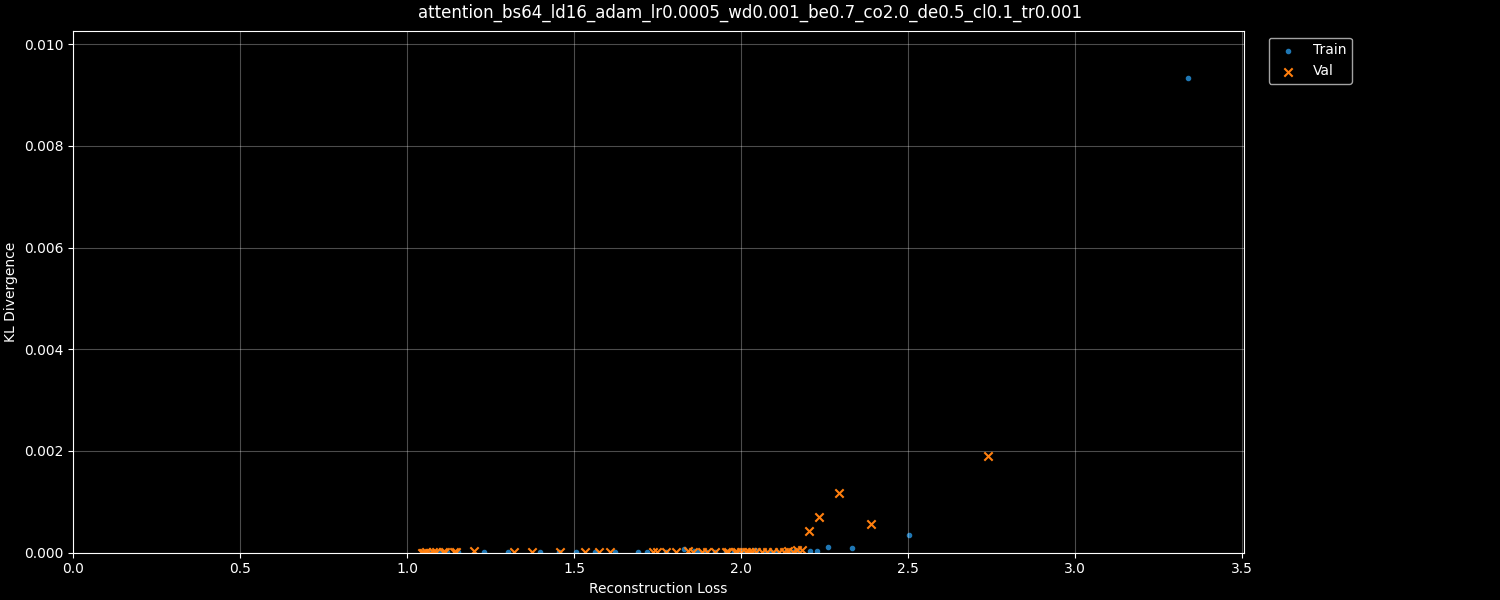 attention_bs64_ld16_adam_lr0.0005_wd0.001_be0.7_co2.0_de0.5_cl0.1_tr0.001
Train
Val
0.010
0.008
0.006
0.004
0.002
0.000
KL Divergence
0.0 0.5 1.0 1.5 2.0 2.5 3.0 3.5
Reconstruction Loss